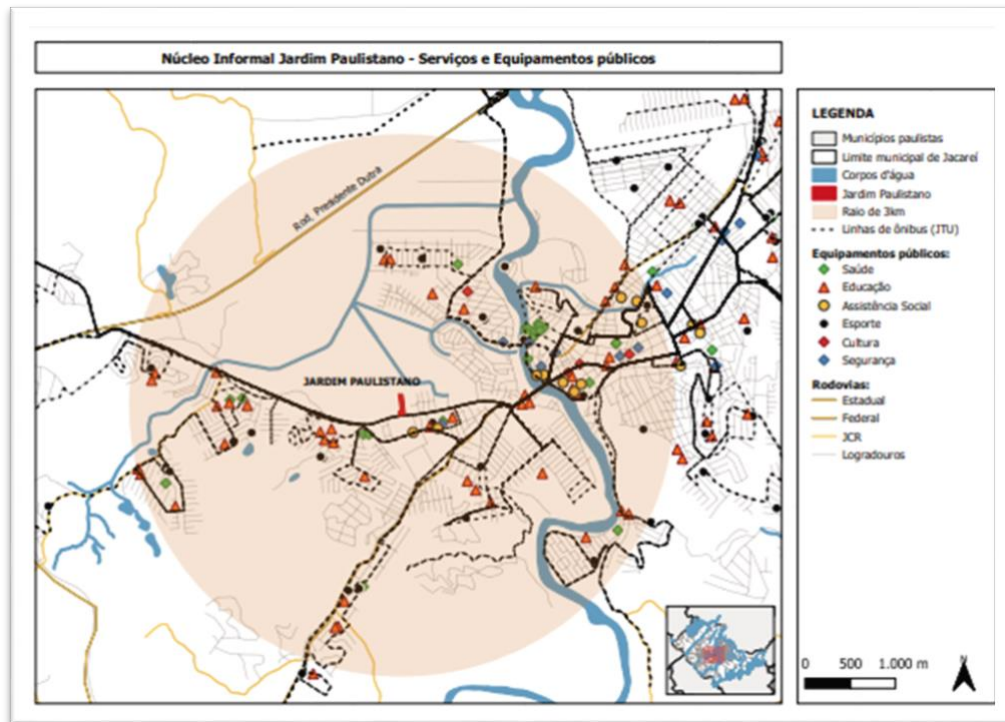 Núcleo Informal Jardim Paulistano - Serviços e Equipamentos públicos
Rod. Presidente Dutra
JARDIM PAULISTANO
LEGENDA
Municípios paulistas
Limite municipal de Jacareí
Corpos d'água
Jardim Paulistano
Raio de 3km
Linhas de ônibus (JTU)
Equipamentos públicos:
Saúde
Educação
Assistência Social
Esporte
Cultura
Segurança
Rodovias:
Estadual
Federal
JCR
Logradouros
0 500 1.000 m
N